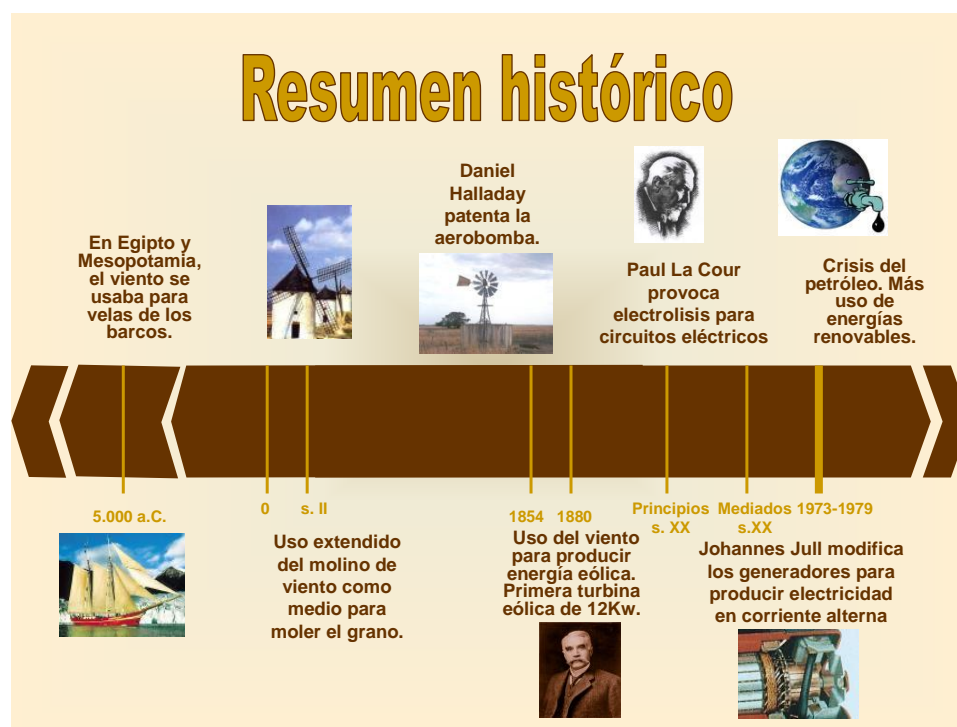 Resumen histórico
En Egipto y
Mesopotamia,
el viento se
usaba para
velas de los
barcos.
Daniel
Halladay
patenta la
aerobomba.
Paul La Cour
provoca
electrolisis para
circuitos eléctricos
Crisis del
petróleo. Más
uso de
energías
renovables.
5.000 a.C.
0
s. II
1854
1880
Principios
s. XX
Mediados
s.XX
1973-1979
Uso extendido
del molino de
viento como
medio para
moler el grano.
Uso del viento
para producir
energía eólica.
Primera turbina
eólica de 12Kw.
Johannes Jull modifica
los generadores para
producir electricidad
en corriente alterna